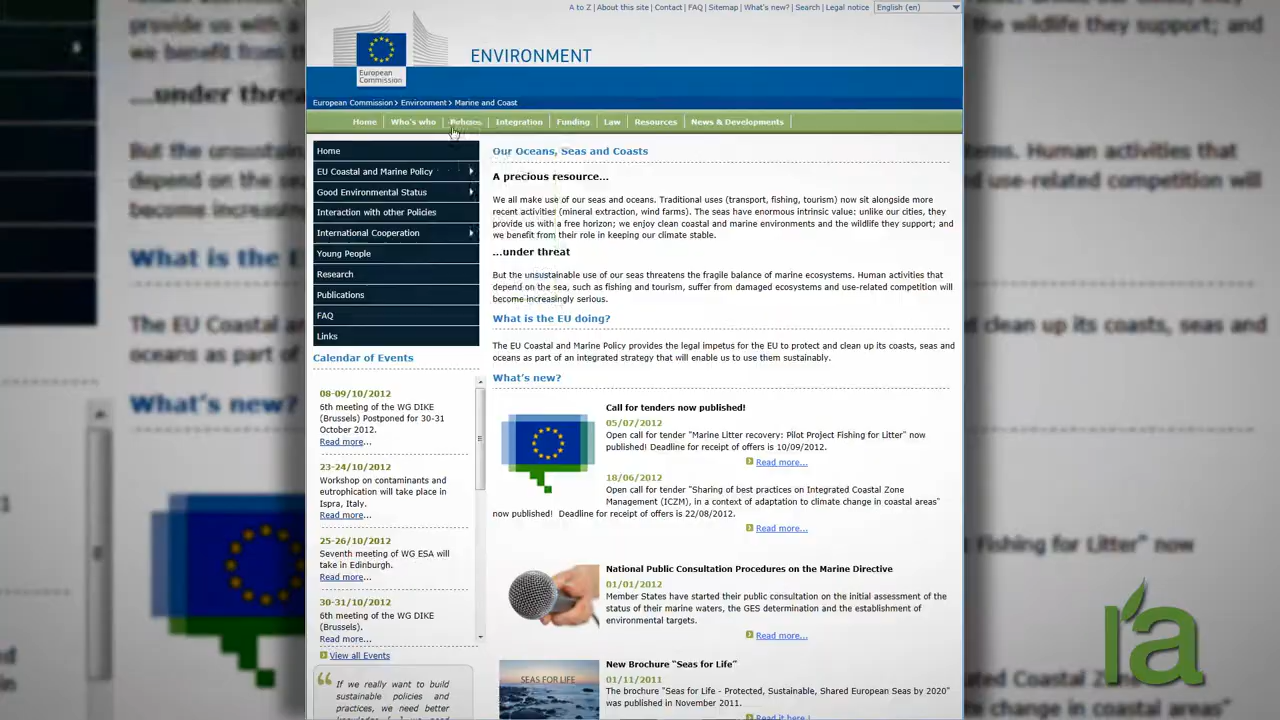 A to Z | About this site | Contact | FAQ | Sitemap | What's new? | Search | Legal notice
English (en)
ENVIRONMENT
European
Commission
European Commission > Environment > Marine and Coast
Home | Who's who | Policies | Integration | Funding | Law | Resources | News & Developments |
Home
EU Coastal and Marine Policy
Good Environmental Status
Interaction with other Policies
International Cooperation
Young People
Research
Publications
FAQ
Links
Calendar of Events
08-09/10/2012
6th meeting of the WG DIKE
(Brussels) Postponed for 30-31
October 2012.
Read more...
23-24/10/2012
Workshop on contaminants and
eutrophication will take place in
Ispra, Italy.
Read more...
25-26/10/2012
Seventh meeting of WG ESA will
take in Edinburgh.
Read more...
30-31/10/2012
6th meeting of the WG DIKE
(Brussels).
Read more...
View all Events
If we really want to build
sustainable policies and
practices, we need better
Our Oceans, Seas and Coasts
A precious resource...
We all make use of our seas and oceans. Traditional uses (transport, fishing, tourism) now sit alongside more
recent activities (mineral extraction, wind farms). The seas have enormous intrinsic value: unlike our cities, they
provide us with a free horizon; we enjoy clean coastal and marine environments and the wildlife they support; and
we benefit from their role in keeping our climate stable.
...under threat
But the unsustainable use of our seas threatens the fragile balance of marine ecosystems. Human activities that
depend on the sea, such as fishing and tourism, suffer from damaged ecosystems and use-related competition will
become increasingly serious.
What is the EU doing?
The EU Coastal and Marine Policy provides the legal impetus for the EU to protect and clean up its coasts, seas and
oceans as part of an integrated strategy that will enable us to use them sustainably.
What's new?
Call for tenders now published!
05/07/2012
Open call for tender "Marine Litter recovery: Pilot Project Fishing for Litter" now
published! Deadline for receipt of offers is 10/09/2012.
Read more...
18/06/2012
Open call for tender "Sharing of best practices on Integrated Coastal Zone
Management (ICZM), in a context of adaptation to climate change in coastal areas"
now published! Deadline for receipt of offers is 22/08/2012.
Read more...
National Public Consultation Procedures on the Marine Directive
01/01/2012
Member States have started their public consultation on the initial assessment of the
status of their marine waters, the GES determination and the establishment of
environmental targets.
Read more...
New Brochure “Seas for Life”
01/11/2011
The brochure "Seas for Life - Protected, Sustainable, Shared European Seas by 2020"
was published in November 2011.
Read it here !
SEAS FOR LIFE